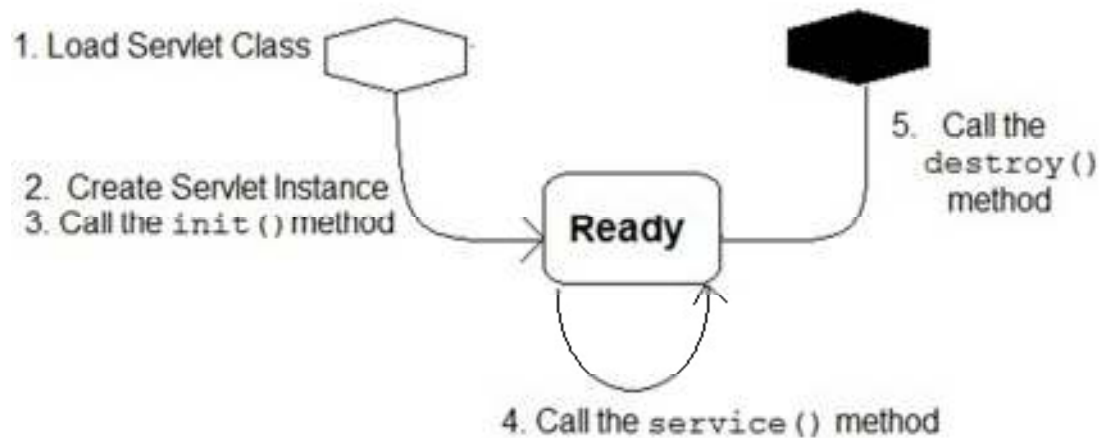 1. Load Servlet Class
2. Create Servlet Instance
3. Call the init() method
Ready
4. Call the service() method
5. Call the
destroy()
method